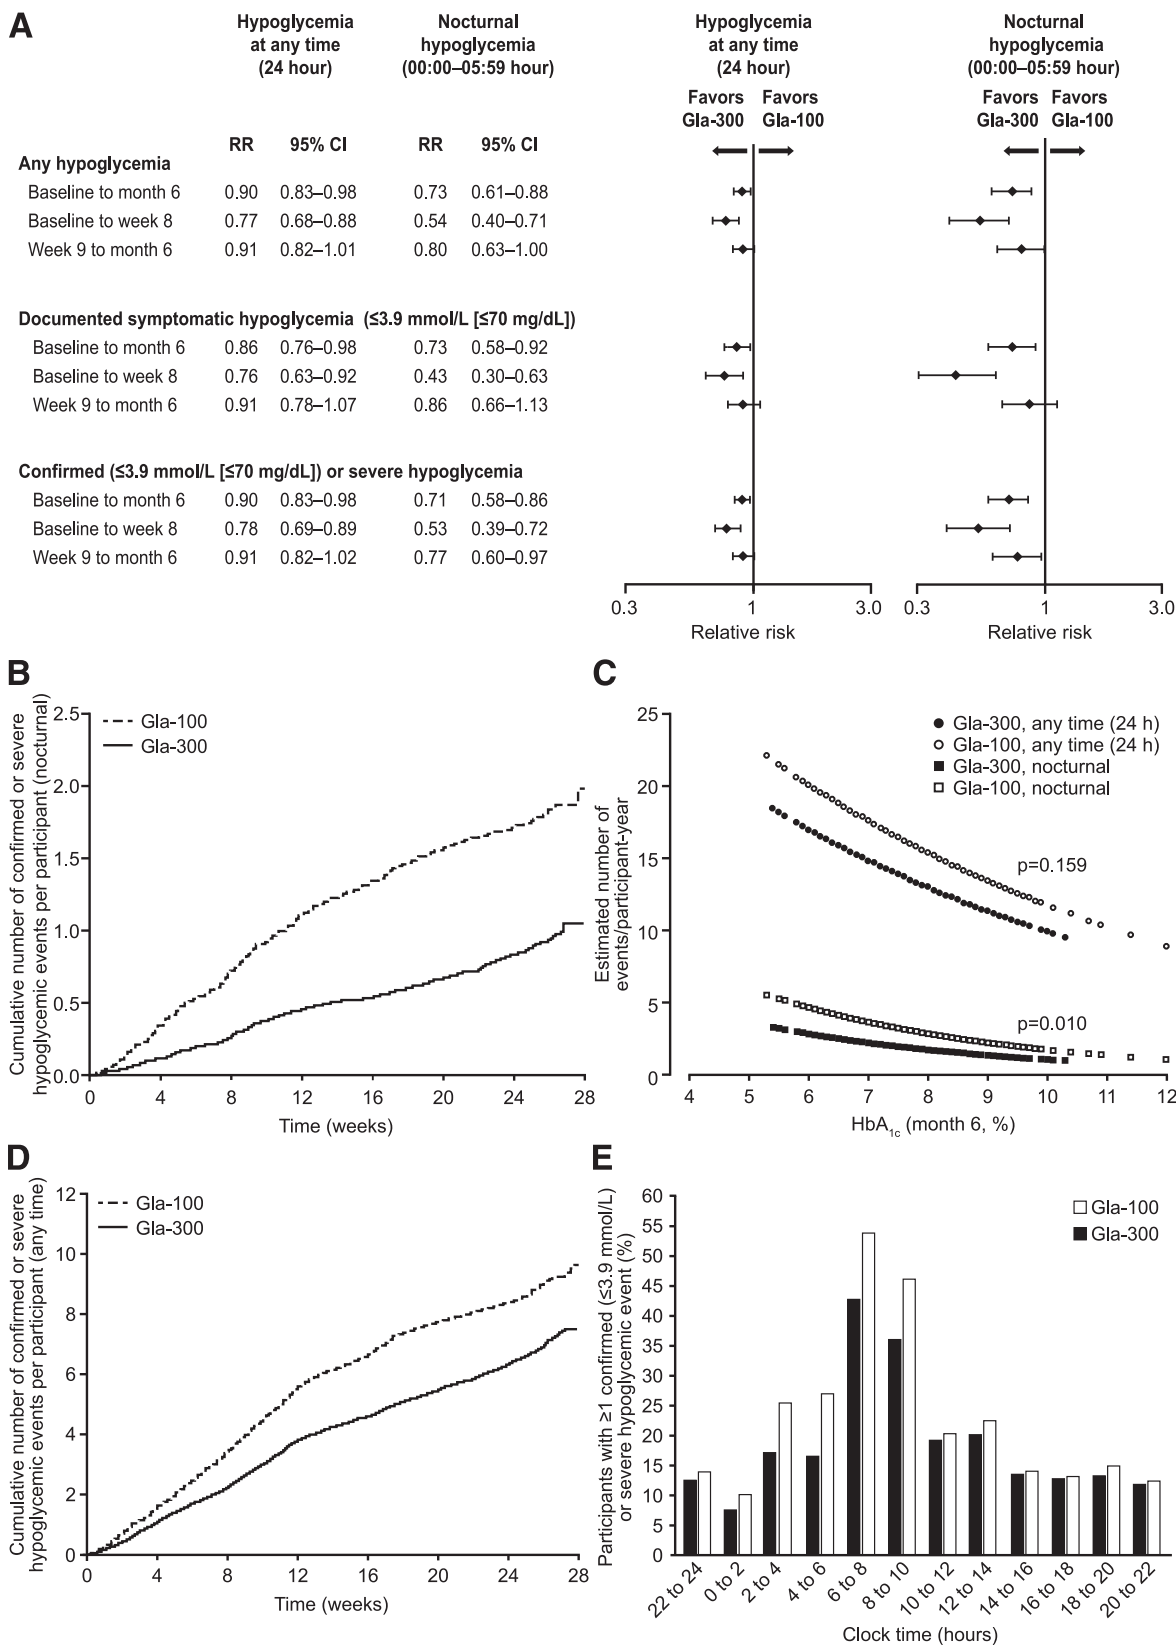 A
Hypoglycemia at any time (24 hour)
Nocturnal hypoglycemia (00:00–05:59 hour)
Hypoglycemia at any time (24 hour)
Nocturnal hypoglycemia (00:00–05:59 hour)
Favors Gla-300
Favors Gla-100
Favors Gla-300
Favors Gla-100
RR 95% CI RR 95% CI
Any hypoglycemia
Baseline to month 6 0.90 0.83–0.98 0.73 0.61–0.88
Baseline to week 8 0.77 0.68–0.88 0.54 0.40–0.71
Week 9 to month 6 0.91 0.82–1.01 0.80 0.63–1.00
Documented symptomatic hypoglycemia (≤3.9 mmol/L [≤70 mg/dL])
Baseline to month 6 0.86 0.76–0.98 0.73 0.58–0.92
Baseline to week 8 0.76 0.63–0.92 0.43 0.30–0.63
Week 9 to month 6 0.91 0.78–1.07 0.86 0.66–1.13
Confirmed (≤3.9 mmol/L [≤70 mg/dL]) or severe hypoglycemia
Baseline to month 6 0.90 0.83–0.98 0.71 0.58–0.86
Baseline to week 8 0.78 0.69–0.89 0.53 0.39–0.72
Week 9 to month 6 0.91 0.82–1.02 0.77 0.60–0.97
0.3 1 3.0
Relative risk
0.3 1 3.0
Relative risk
B
Cumulative number of confirmed or severe
hypoglycemic events per participant (nocturnal)
2.5
2.0
1.5
1.0
0.5
0.0
Gla-100
Gla-300
0 4 8 12 16 20 24 28
Time (weeks)
C
Estimated number of
events/participant-year
25
20
15
10
5
0
Gla-300, any time (24 h)
Gla-100, any time (24 h)
Gla-300, nocturnal
Gla-100, nocturnal
p=0.159
p=0.010
4 5 6 7 8 9 10 11 12
HbA1c (month 6, %)
D
Cumulative number of confirmed or severe
hypoglycemic events per participant (any time)
12
10
8
6
4
2
0
Gla-100
Gla-300
0 4 8 12 16 20 24 28
Time (weeks)
E
Participants with ≥1 confirmed (≤3.9 mmol/L)
or severe hypoglycemic event (%)
60
55
50
45
40
35
30
25
20
15
10
5
0
Gla-100
Gla-300
22 to 24
0 to 2
2 to 4
4 to 6
6 to 8
8 to 10
10 to 12
12 to 14
14 to 16
16 to 18
18 to 20
20 to 22
Clock time (hours)